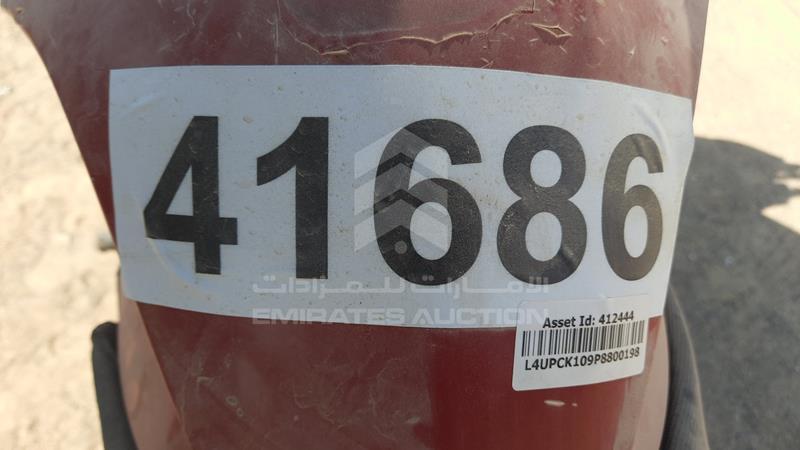 41686
الإمارات للمزادات
EMIRATES AUCTION
Asset Id: 412444
L4UPCK109P8800198